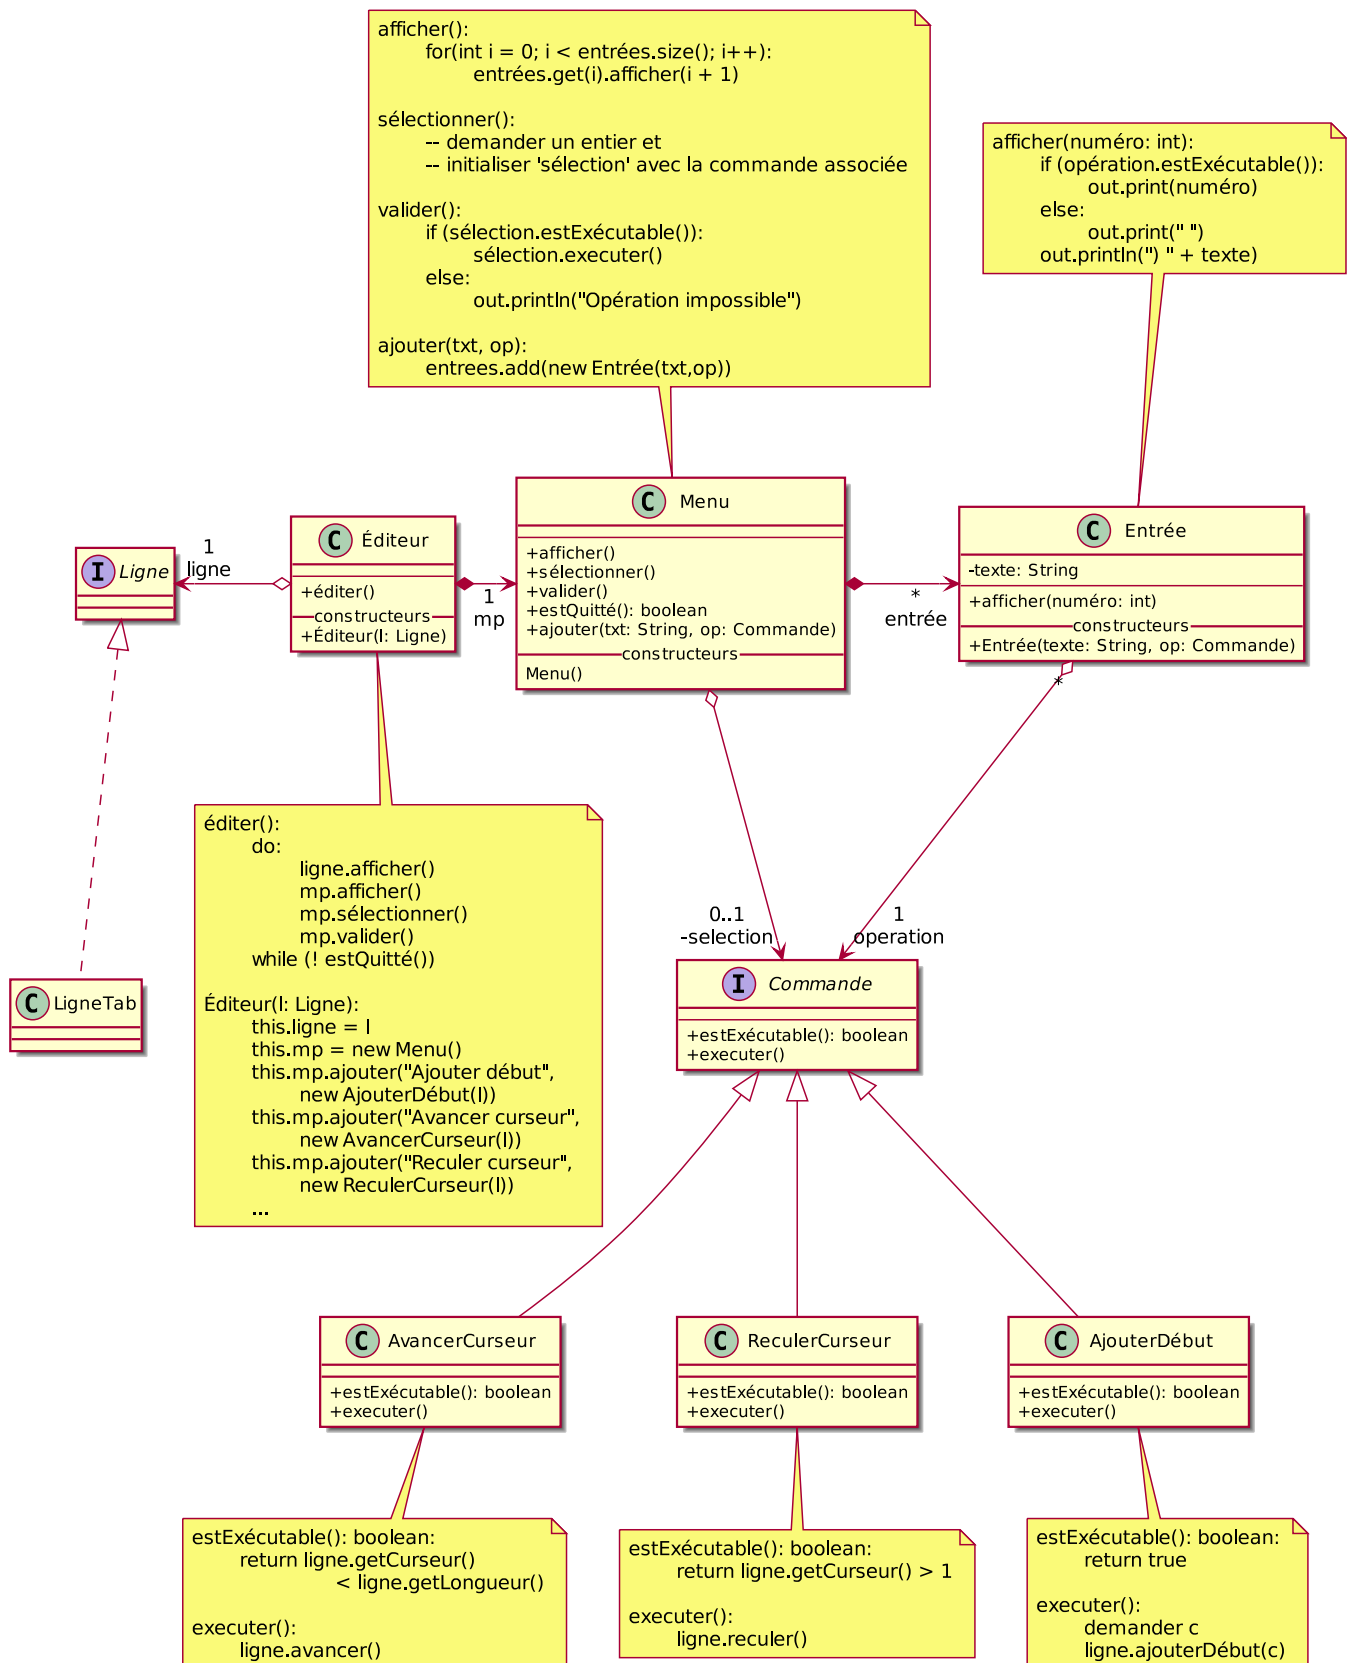 afficher():
for(int i = 0; i < entrées.size(); i++):
entrées.get(i).afficher(i + 1)
sélectionner():
-- demander un entier et
-- initialiser 'sélection' avec la commande associée
valider():
if (sélection.estExécutable()):
sélection.executer()
else:
out.println("Opération impossible")
ajouter(txt, op):
entrees.add(new Entrée(txt,op))
afficher(numéro: int):
if (opération.estExécutable()):
out.print(numéro)
else:
out.print(" ")
out.println(") " + texte)
I Ligne
1
ligne
C Éditeur
+éditer()
constructeurs
+Éditeur(l: Ligne)
1
mp
C Menu
+afficher()
+sélectionner()
+valider()
+estQuitté(): boolean
+ajouter(txt: String, op: Commande)
constructeurs
Menu()
*
entrée
C Entrée
-texte: String
+afficher(numéro: int)
constructeurs
+Entrée(texte: String, op: Commande)
*
éditer():
do:
ligne.afficher()
mp.afficher()
mp.sélectionner()
mp.valider()
while (! estQuitté())
Éditeur(l: Ligne):
this.ligne = l
this.mp = new Menu()
this.mp.ajouter("Ajouter début",
new AjouterDébut(l))
this.mp.ajouter("Avancer curseur",
new AvancerCurseur(l))
this.mp.ajouter("Reculer curseur",
new ReculerCurseur(l))
...
0..1
-selection
1
operation
C LigneTab
I Commande
+estExécutable(): boolean
+executer()
C AvancerCurseur
+estExécutable(): boolean
+executer()
C ReculerCurseur
+estExécutable(): boolean
+executer()
C AjouterDébut
+estExécutable(): boolean
+executer()
estExécutable(): boolean:
return ligne.getCurseur()
< ligne.getLongueur()
executer():
ligne.avancer()
estExécutable(): boolean:
return ligne.getCurseur() > 1
executer():
ligne.reculer()
estExécutable(): boolean:
return true
executer():
demander c
ligne.ajouterDébut(c)